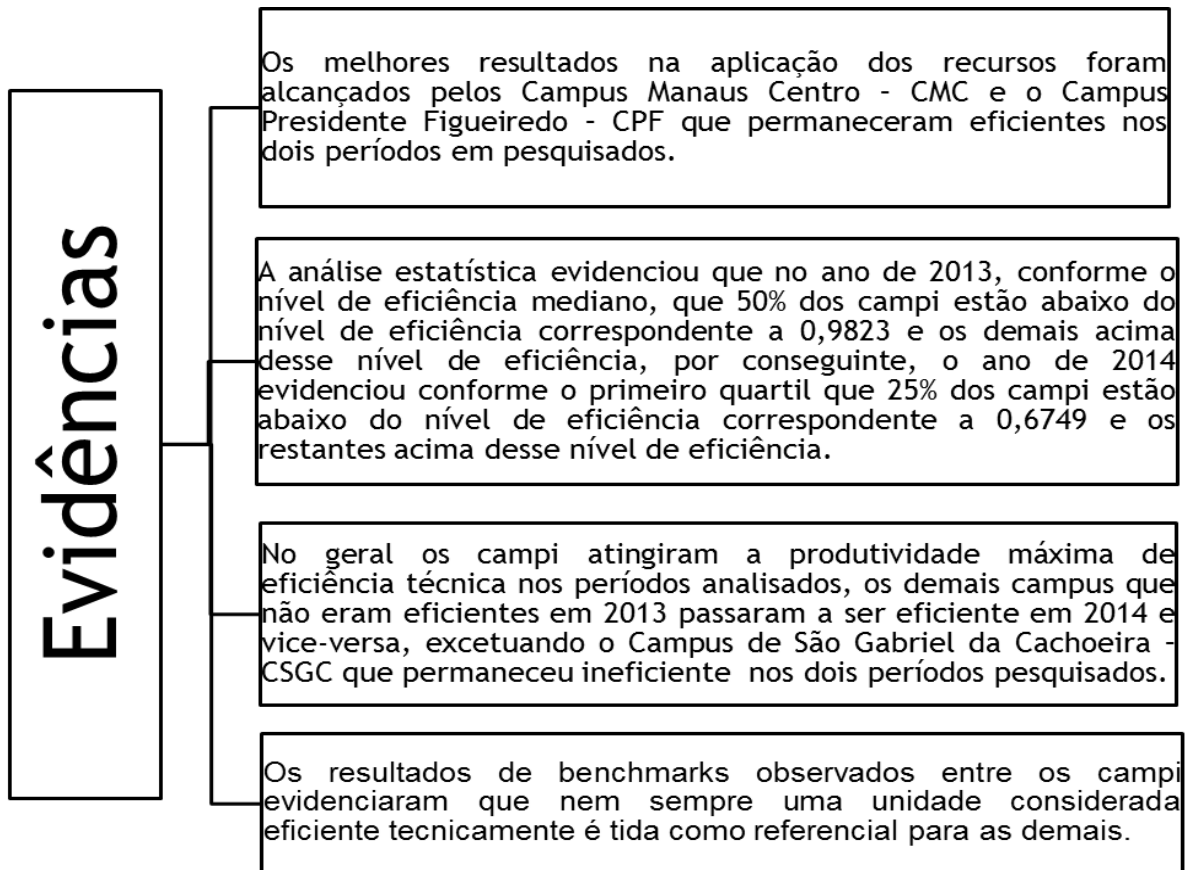 Evidências
Os melhores resultados na aplicação dos recursos foram
alcançados pelos Campus Manaus Centro - CMC e o Campus
Presidente Figueiredo - CPF que permaneceram eficientes nos
dois períodos em pesquisados.
A análise estatística evidenciou que no ano de 2013, conforme o
nível de eficiência mediano, que 50% dos campi estão abaixo do
nível de eficiência correspondente a 0,9823 e os demais acima
desse nível de eficiência, por conseguinte, o ano de 2014
evidenciou conforme o primeiro quartil que 25% dos campi estão
abaixo do nível de eficiência correspondente a 0,6749 e os
restantes acima desse nível de eficiência.
No geral os campi atingiram a produtividade máxima de
eficiência técnica nos períodos analisados, os demais campus que
não eram eficientes em 2013 passaram a ser eficiente em 2014 e
vice-versa, excetuando o Campus de São Gabriel da Cachoeira -
CSGC que permaneceu ineficiente nos dois períodos pesquisados.
Os resultados de benchmarks observados entre os campi
evidenciaram que nem sempre uma unidade considerada
eficiente tecnicamente é tida como referencial para as demais.